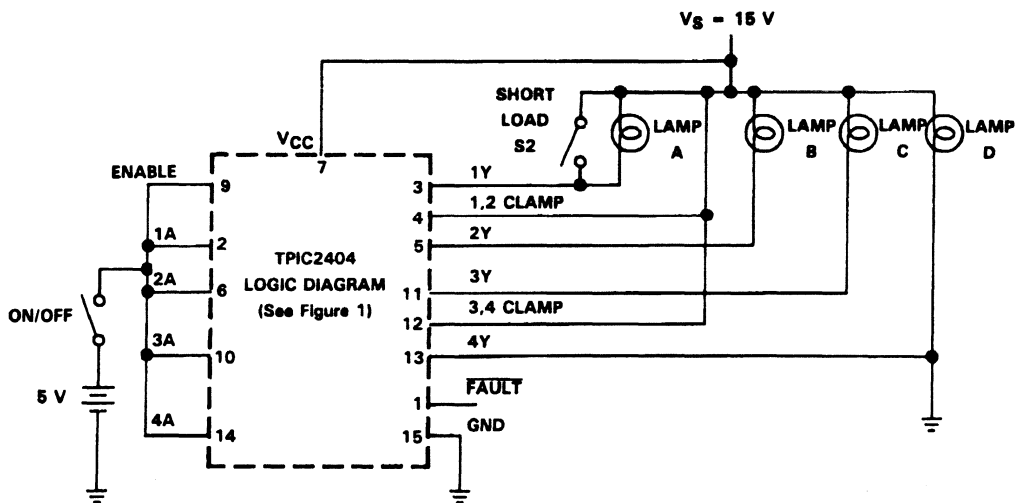 VS = 15 V
SHORT
LOAD
S2
LAMP
A
LAMP
B
LAMP
C
LAMP
D
VCC
7
ENABLE
9
1A
2
2A
6
3A
10
4A
14
ON/OFF
5 V
TPIC2404
LOGIC DIAGRAM
(See Figure 1)
3
1Y
4
1,2 CLAMP
5
2Y
11
3Y
12
3,4 CLAMP
13
4Y
1
FAULT
15
GND